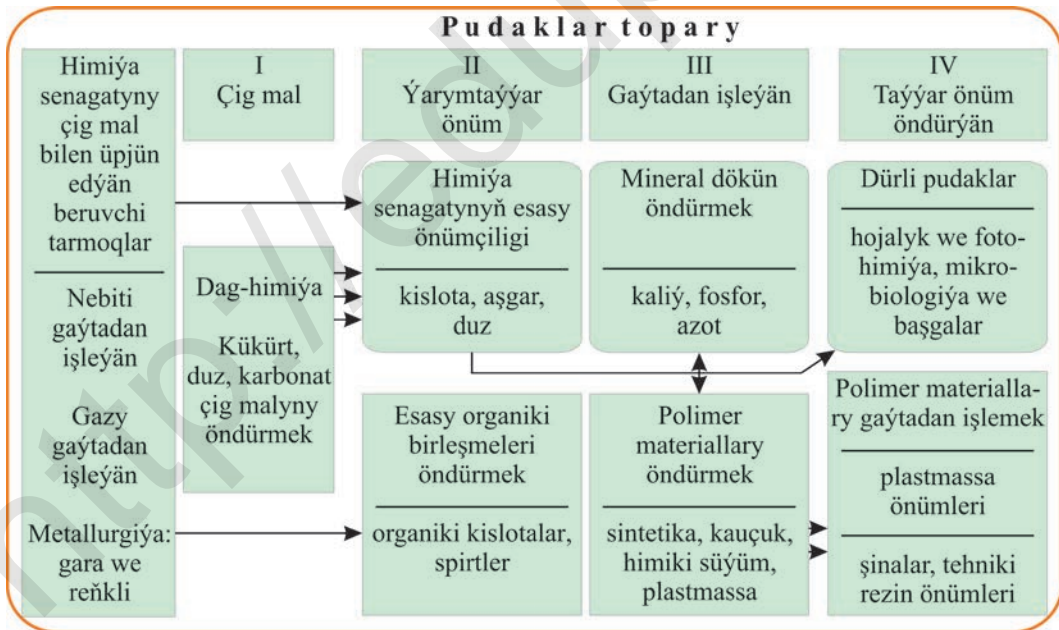 Pudaklar topary
Himiýa
senagatyny
çig mal
bilen üpjün
edýän
beruvchi
tarmoqlar
Nebiti
gaýtadan
işleýän
Gazy
gaýtadan
işleýän
Metallurgiýa:
gara we
reňkli
I
Çig mal
Dag-himiýa
Kükürt,
duz, karbonat
çig malyny
öndürmek
II
Ýarymtaýýar
önüm
Himiýa
senagatynyň esasy
önümçiligi
kislota, aşgar,
duz
Esasy organiki
birleşmeleri
öndürmek
organiki kislotalar,
spirtler
III
Gaýtadan işleýän
Mineral dökün
öndürmek
kaliý, fosfor,
azot
Polimer
materiallary
öndürmek
sintetika, kauçuk,
himiki süýüm,
plastmassa
IV
Taýýar önüm
öndürýän
Dürli pudaklar
hojalyk we foto-
himiýa, mikro-
biologiýa we
başgalar
Polimer materialla-
ry gaýtadan işlemek
plastmassa
önümleri
şinalar, tehniki
rezin önümleri
http://edup